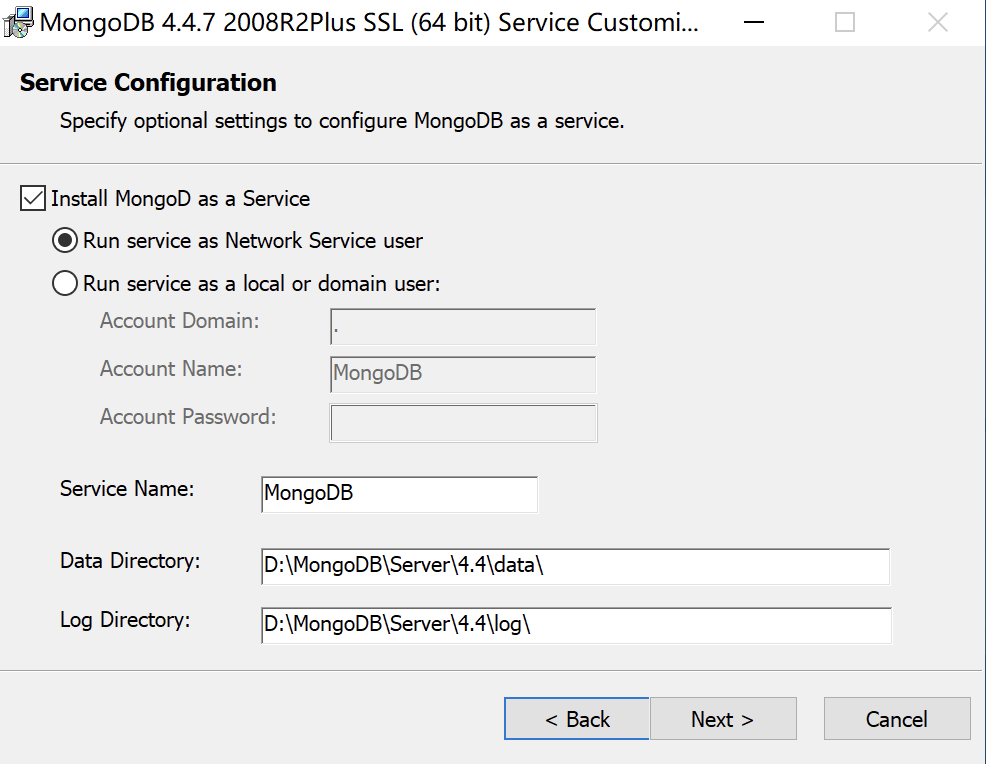 MongoDB 4.4.7 2008R2Plus SSL (64 bit) Service Customi...
Service Configuration
Specify optional settings to configure MongoDB as a service.
Install MongoD as a Service
Run service as Network Service user
Run service as a local or domain user:
Account Domain: .
Account Name: MongoDB
Account Password:
Service Name: MongoDB
Data Directory: D:\MongoDB\Server\4.4\data\
Log Directory: D:\MongoDB\Server\4.4\log\
< Back Next > Cancel